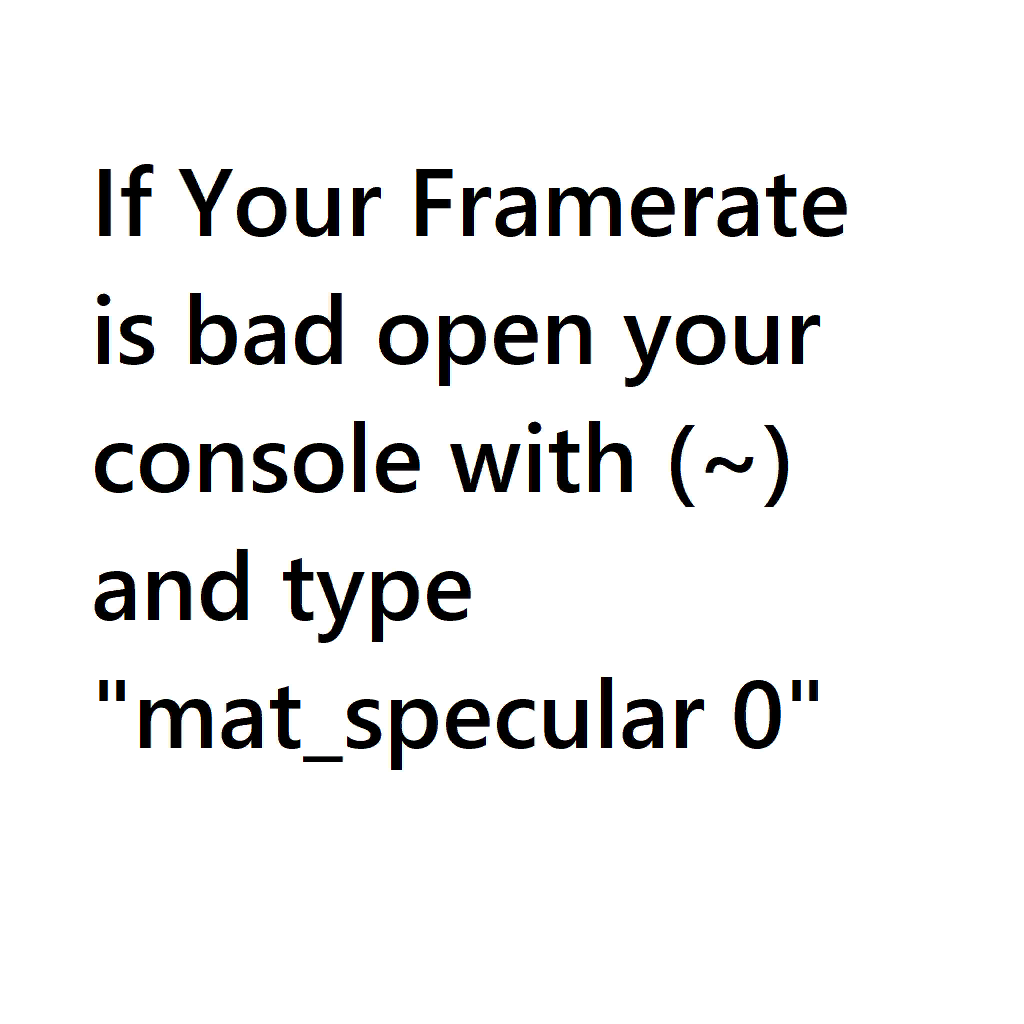 If Your Framerate
is bad open your
console with (~)
and type
"mat_specular 0"